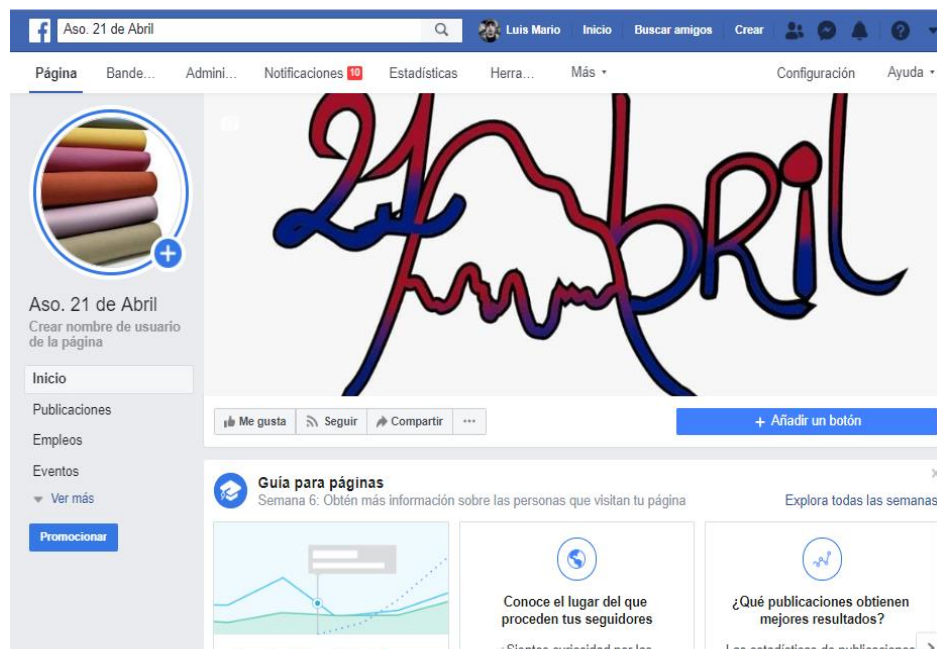 Aso. 21 de Abril
Luis Mario Inicio Buscar amigos Crear
Página Bande... Admini... Notificaciones 10 Estadísticas Herra... Más Configuración Ayuda
21 Abril
Aso. 21 de Abril
Crear nombre de usuario
de la página
Inicio
Publicaciones
Empleos
Eventos
Ver más
Promocionar
Me gusta Seguir Compartir ...
+ Añadir un botón
Guía para páginas
Semana 6: Obtén más información sobre las personas que visitan tu página
Explora todas las semanas
Conoce el lugar del que
proceden tus seguidores
¿Qué publicaciones obtienen
mejores resultados?